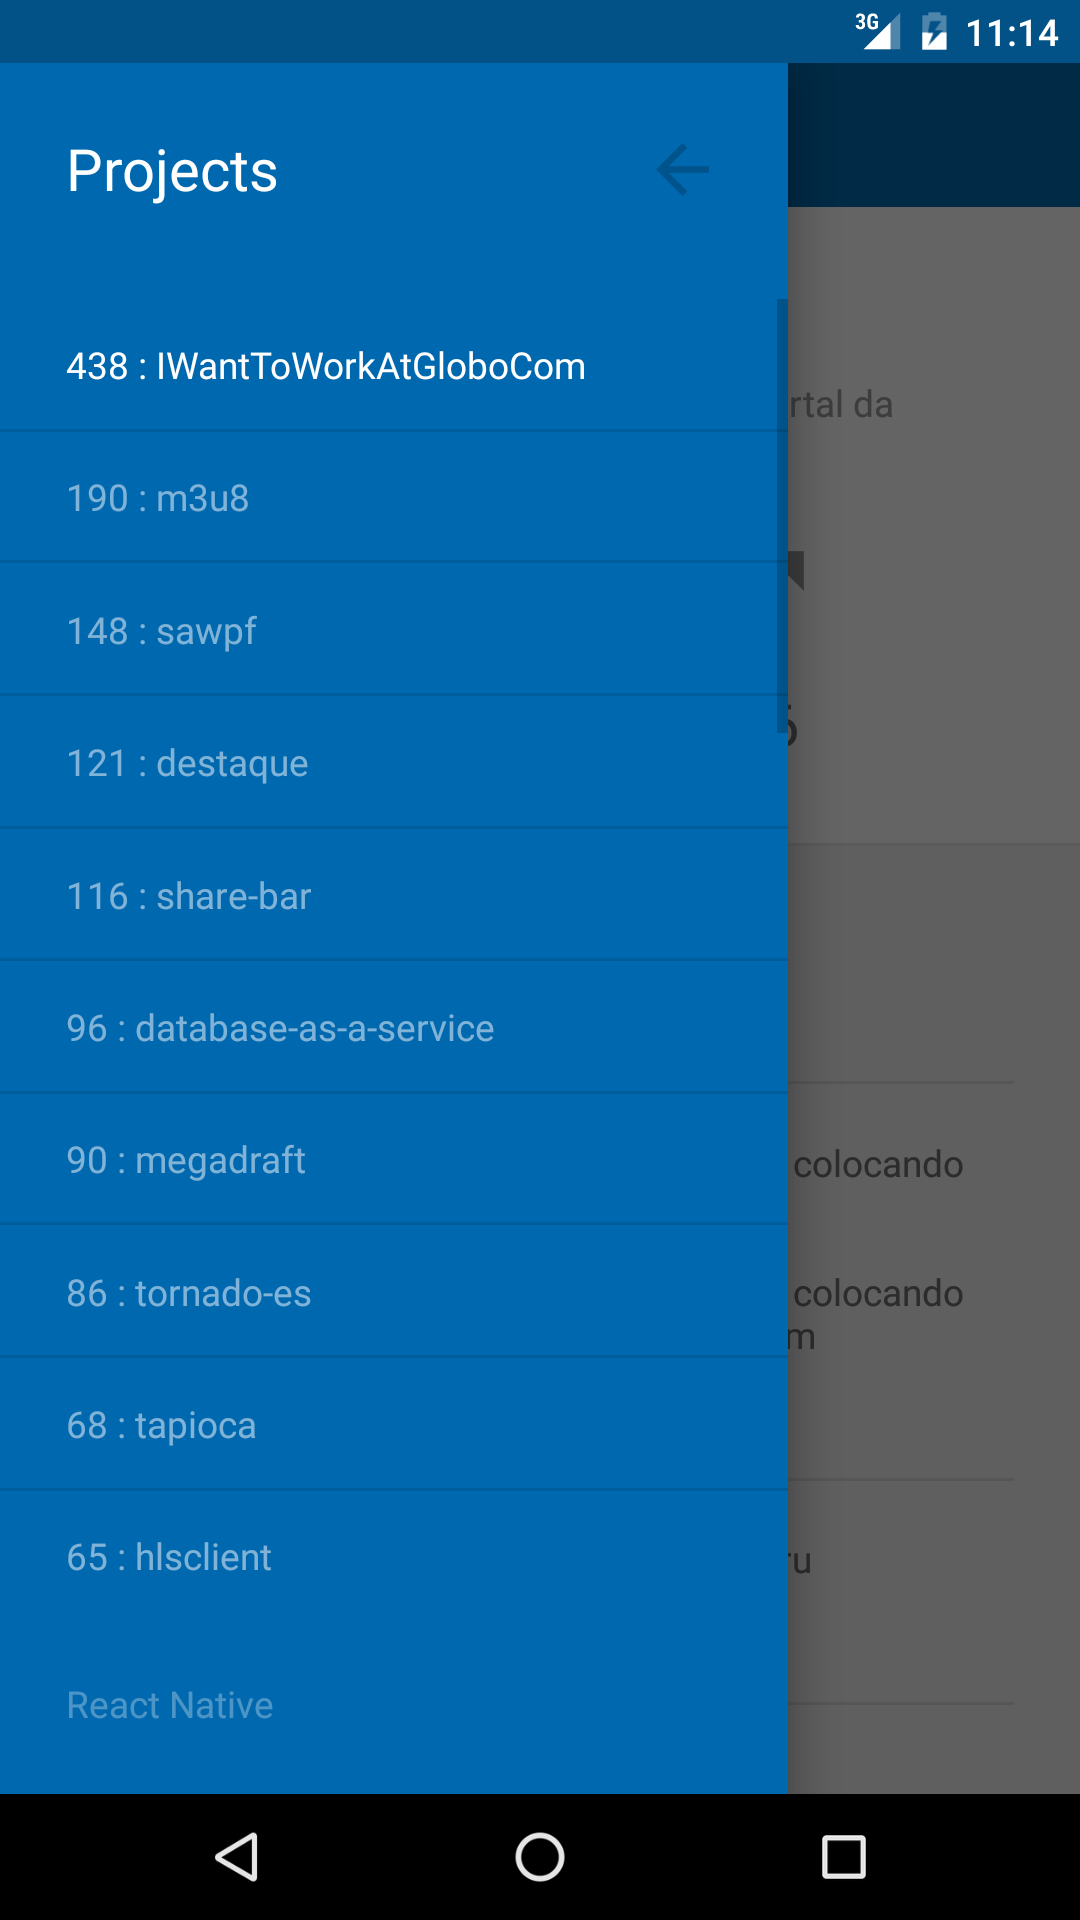 3G 11:14
Projects
438 : IWantToWorkAtGloboCom
rtal da
190 : m3u8
148 : sawpf
121 : destaque
116 : share-bar
96 : database-as-a-service
90 : megadraft
colocando
86 : tornado-es
colocando
m
68 : tapioca
65 : hlsclient
ru
React Native